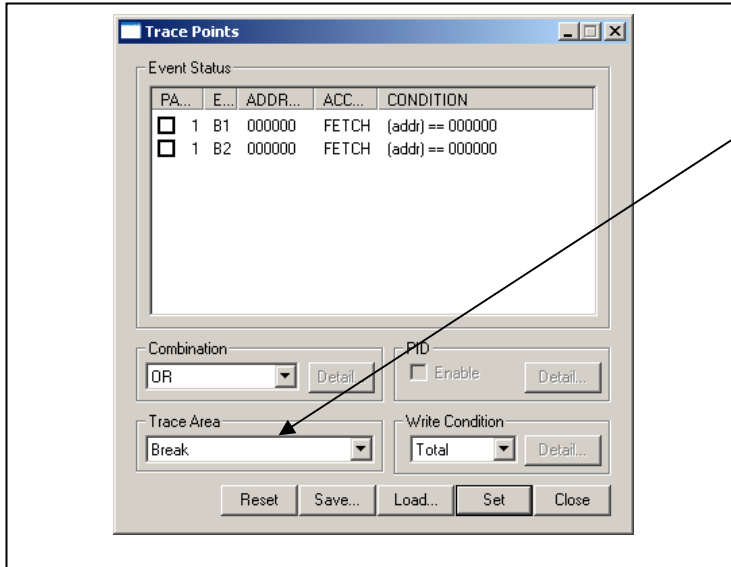 Trace Points
Event Status
PA... E... ADDR... ACC... CONDITION
1 B1 000000 FETCH (addr) == 000000
1 B2 000000 FETCH (addr) == 000000
Combination
OR Detail...
PID
Enable Detail...
Trace Area
Break
Write Condition
Total Detail...
Reset Save... Load... Set Close